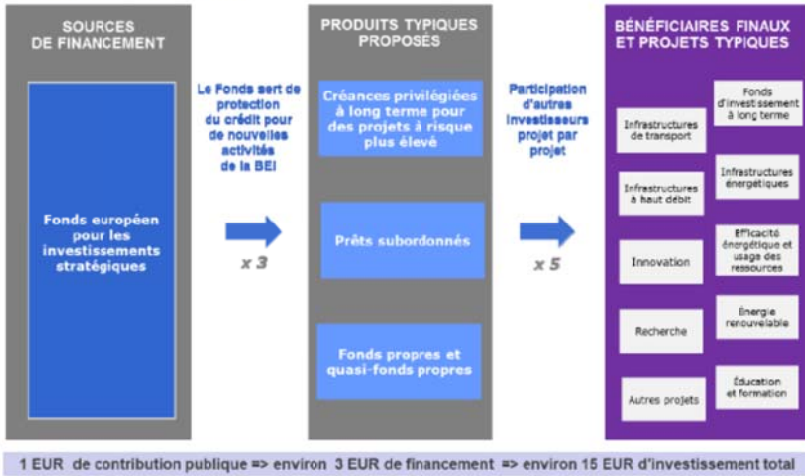 SOURCES
DE FINANCEMENT
Fonds européen
pour les
investissements
stratégiques
Le Fonds sert de
protection
du crédit pour
de nouvelles
activités
de la BEI
x 3
PRODUITS TYPIQUES
PROPOSÉS
Créances privilégiées
à long terme pour
des projets à risque
plus élevé
Prêts subordonnés
Fonds propres et
quasi-fonds propres
Participation
d'autres
investisseurs
projet par
projet
x 5
BÉNÉFICIAIRES FINAUX
ET PROJETS TYPIQUES
Infrastructures
de transport
Infrastructures
à haut débit
Innovation
Recherche
Autres projets
Fonds
d'investissement
à long terme
Infrastructures
énergétiques
Efficacité
énergétique et
usage des
ressources
Énergie
renouvelable
Éducation
et formation
1 EUR de contribution publique => environ 3 EUR de financement => environ 15 EUR d'investissement total